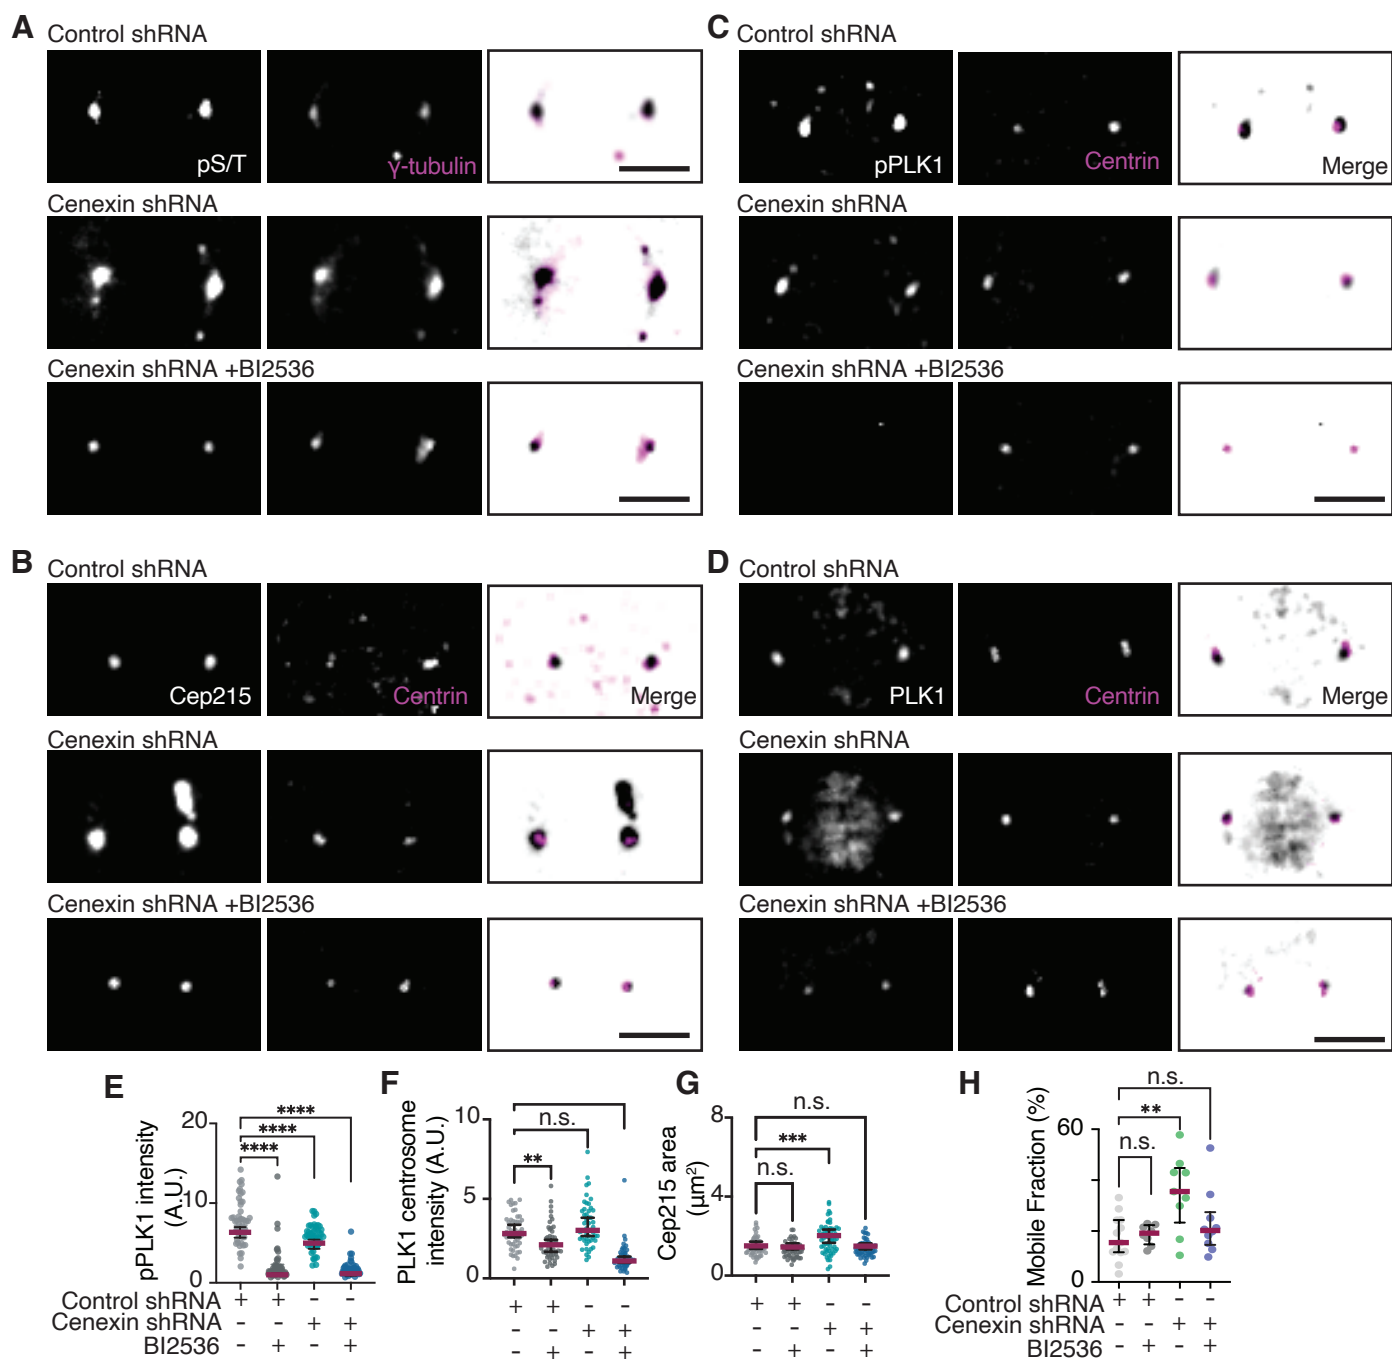 A
Control shRNA
pS/T
γ-tubulin
Cenexin shRNA
Cenexin shRNA +BI2536
C
Control shRNA
pPLK1
Centrin
Merge
Cenexin shRNA
Cenexin shRNA +BI2536
B
Control shRNA
Cep215
Centrin
Merge
Cenexin shRNA
Cenexin shRNA +BI2536
D
Control shRNA
PLK1
Centrin
Merge
Cenexin shRNA
Cenexin shRNA +BI2536
E
pPLK1 intensity
(A.U.)
20
10
0
****
****
****
Control shRNA + + - -
Cenexin shRNA - - + +
BI2536 - + - +
F
PLK1 centrosome
intensity (A.U.)
10
5
0
n.s.
**
+ + - -
- - + +
- + - +
G
Cep215 area
(µm²)
8
4
0
n.s.
***
n.s.
+ + - -
- - + +
- + - +
H
Mobile Fraction (%)
60
0
n.s.
**
n.s.
Control shRNA + + - -
Cenexin shRNA - - + +
BI2536 - + - +